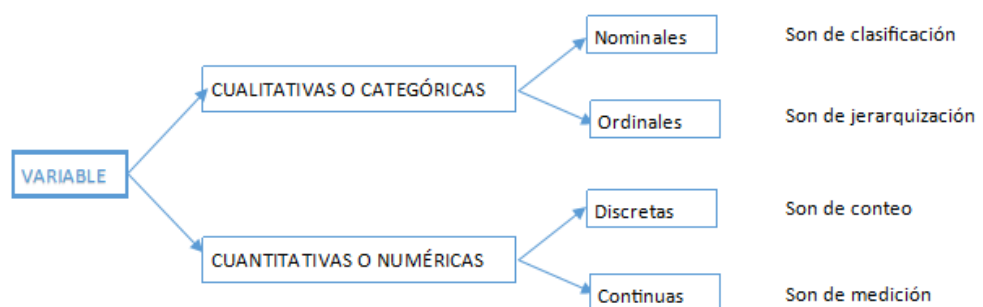 Nominales
Son de clasificación
CUALITATIVAS O CATEGÓRICAS
Ordinales
Son de jerarquización
VARIABLE
Discretas
Son de conteo
CUANTITATIVAS O NUMÉRICAS
Continuas
Son de medición